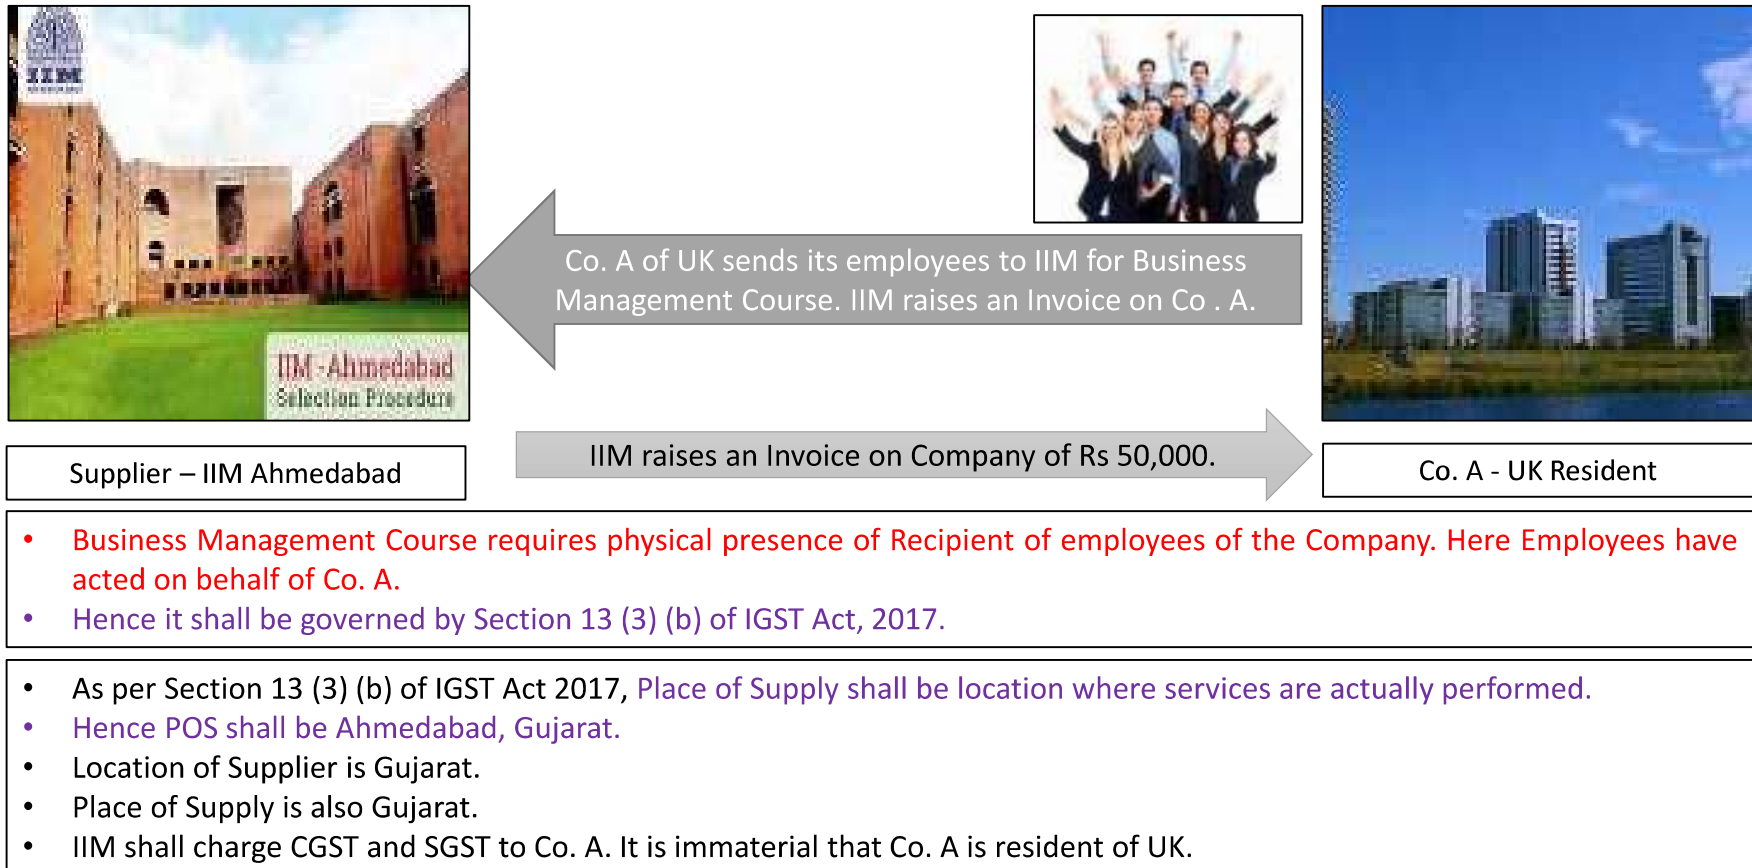 IIM
Co. A of UK sends its employees to IIM for Business
Management Course. IIM raises an Invoice on Co . A.
IIM -Ahmedabad
Selection Procedure
IIM raises an Invoice on Company of Rs 50,000.
Supplier – IIM Ahmedabad
Co. A - UK Resident
• Business Management Course requires physical presence of Recipient of employees of the Company. Here Employees have
acted on behalf of Co. A.
• Hence it shall be governed by Section 13 (3) (b) of IGST Act, 2017.
• As per Section 13 (3) (b) of IGST Act 2017, Place of Supply shall be location where services are actually performed.
• Hence POS shall be Ahmedabad, Gujarat.
• Location of Supplier is Gujarat.
• Place of Supply is also Gujarat.
• IIM shall charge CGST and SGST to Co. A. It is immaterial that Co. A is resident of UK.